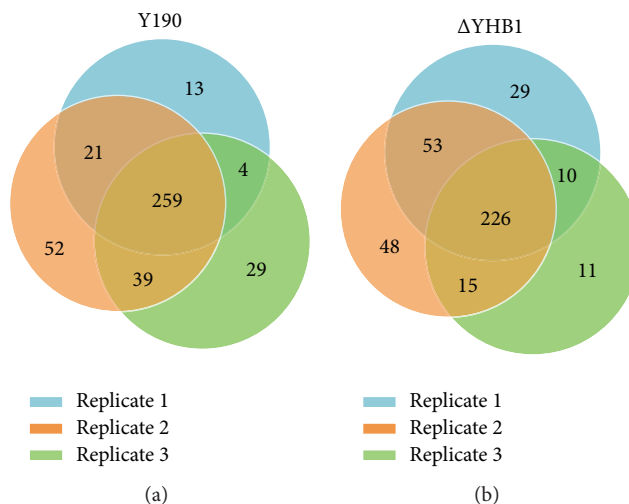 Y190
13
21
4
259
52
39
29
Replicate 1
Replicate 2
Replicate 3
(a)
ΔYHB1
29
53
10
226
48
15
11
Replicate 1
Replicate 2
Replicate 3
(b)